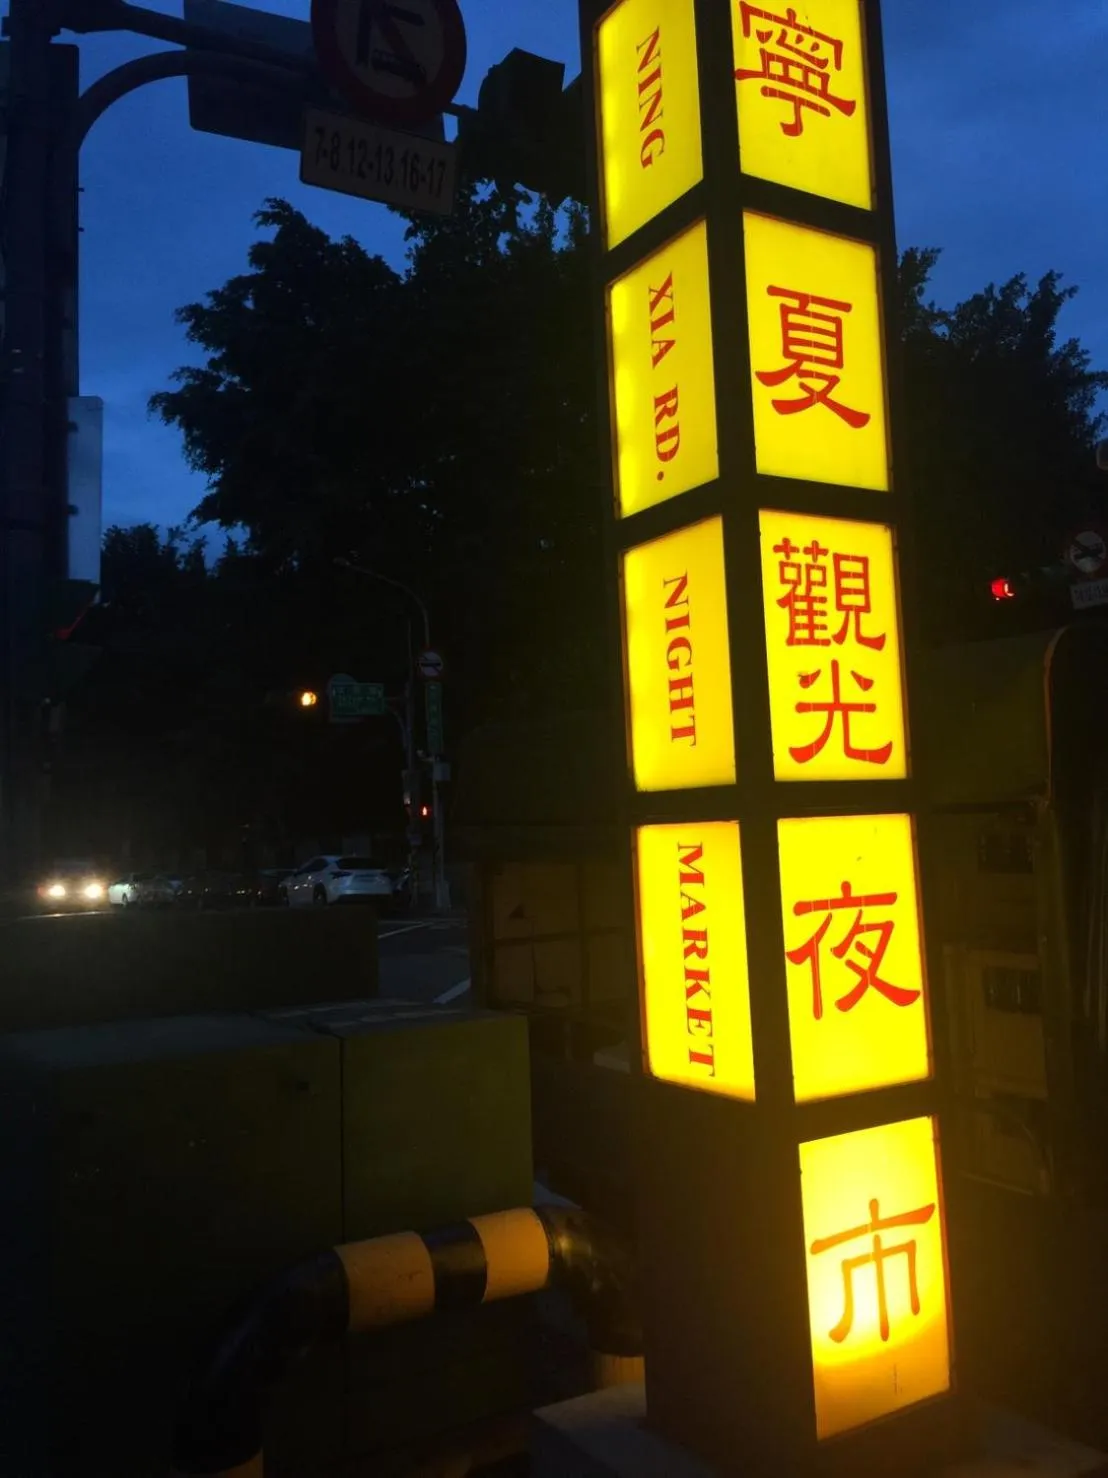 寧
夏
觀
光
夜
市
NING
XIA RD.
NIGHT
MARKET
7-8.12-13.16-17